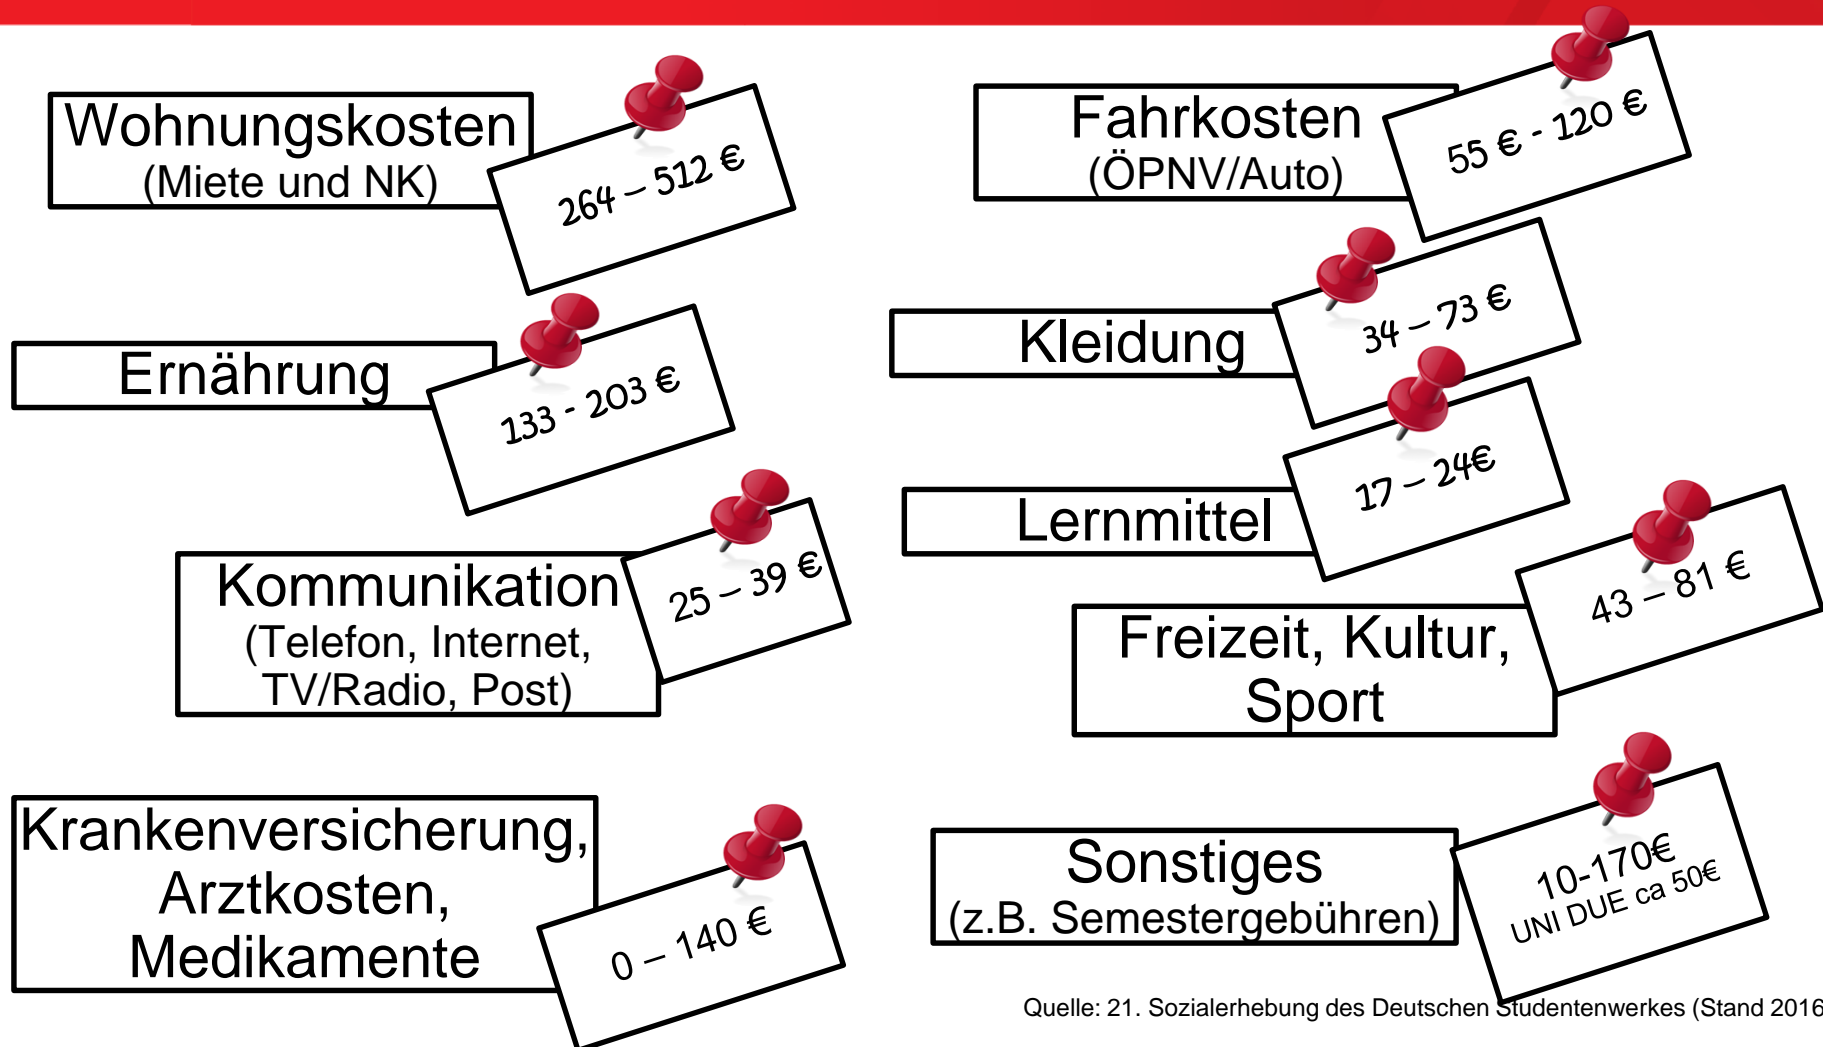 Wohnungskosten
(Miete und NK)
264 – 512 €
Fahrkosten
(ÖPNV/Auto)
55 € - 120 €
Ernährung
133 - 203 €
Kleidung
34 – 73 €
Kommunikation
(Telefon, Internet,
TV/Radio, Post)
25 – 39 €
Lernmittel
17 – 24€
Freizeit, Kultur,
Sport
43 – 81 €
Krankenversicherung,
Arztkosten,
Medikamente
0 – 140 €
Sonstiges
(z.B. Semestergebühren)
10-170€
UNI DUE ca 50€
Quelle: 21. Sozialerhebung des Deutschen Studentenwerkes (Stand 2016